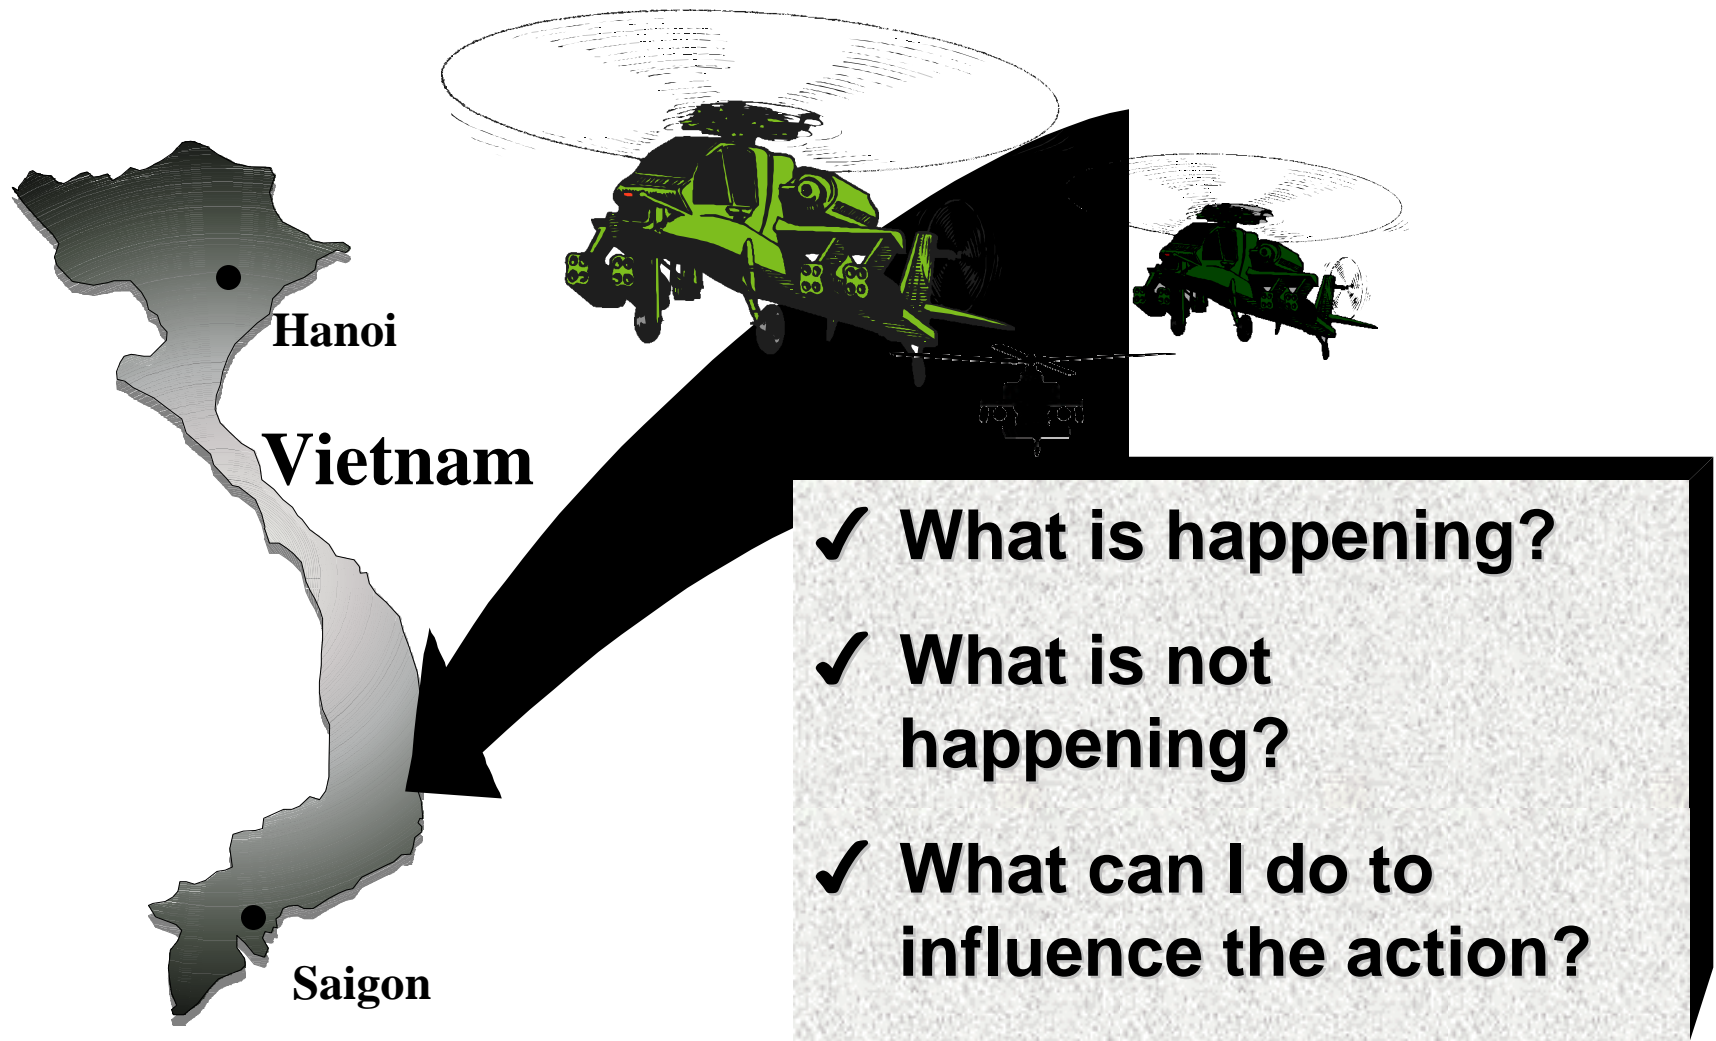 Hanoi
Vietnam
Saigon
✓ What is happening?
✓ What is not
happening?
✓ What can I do to
influence the action?